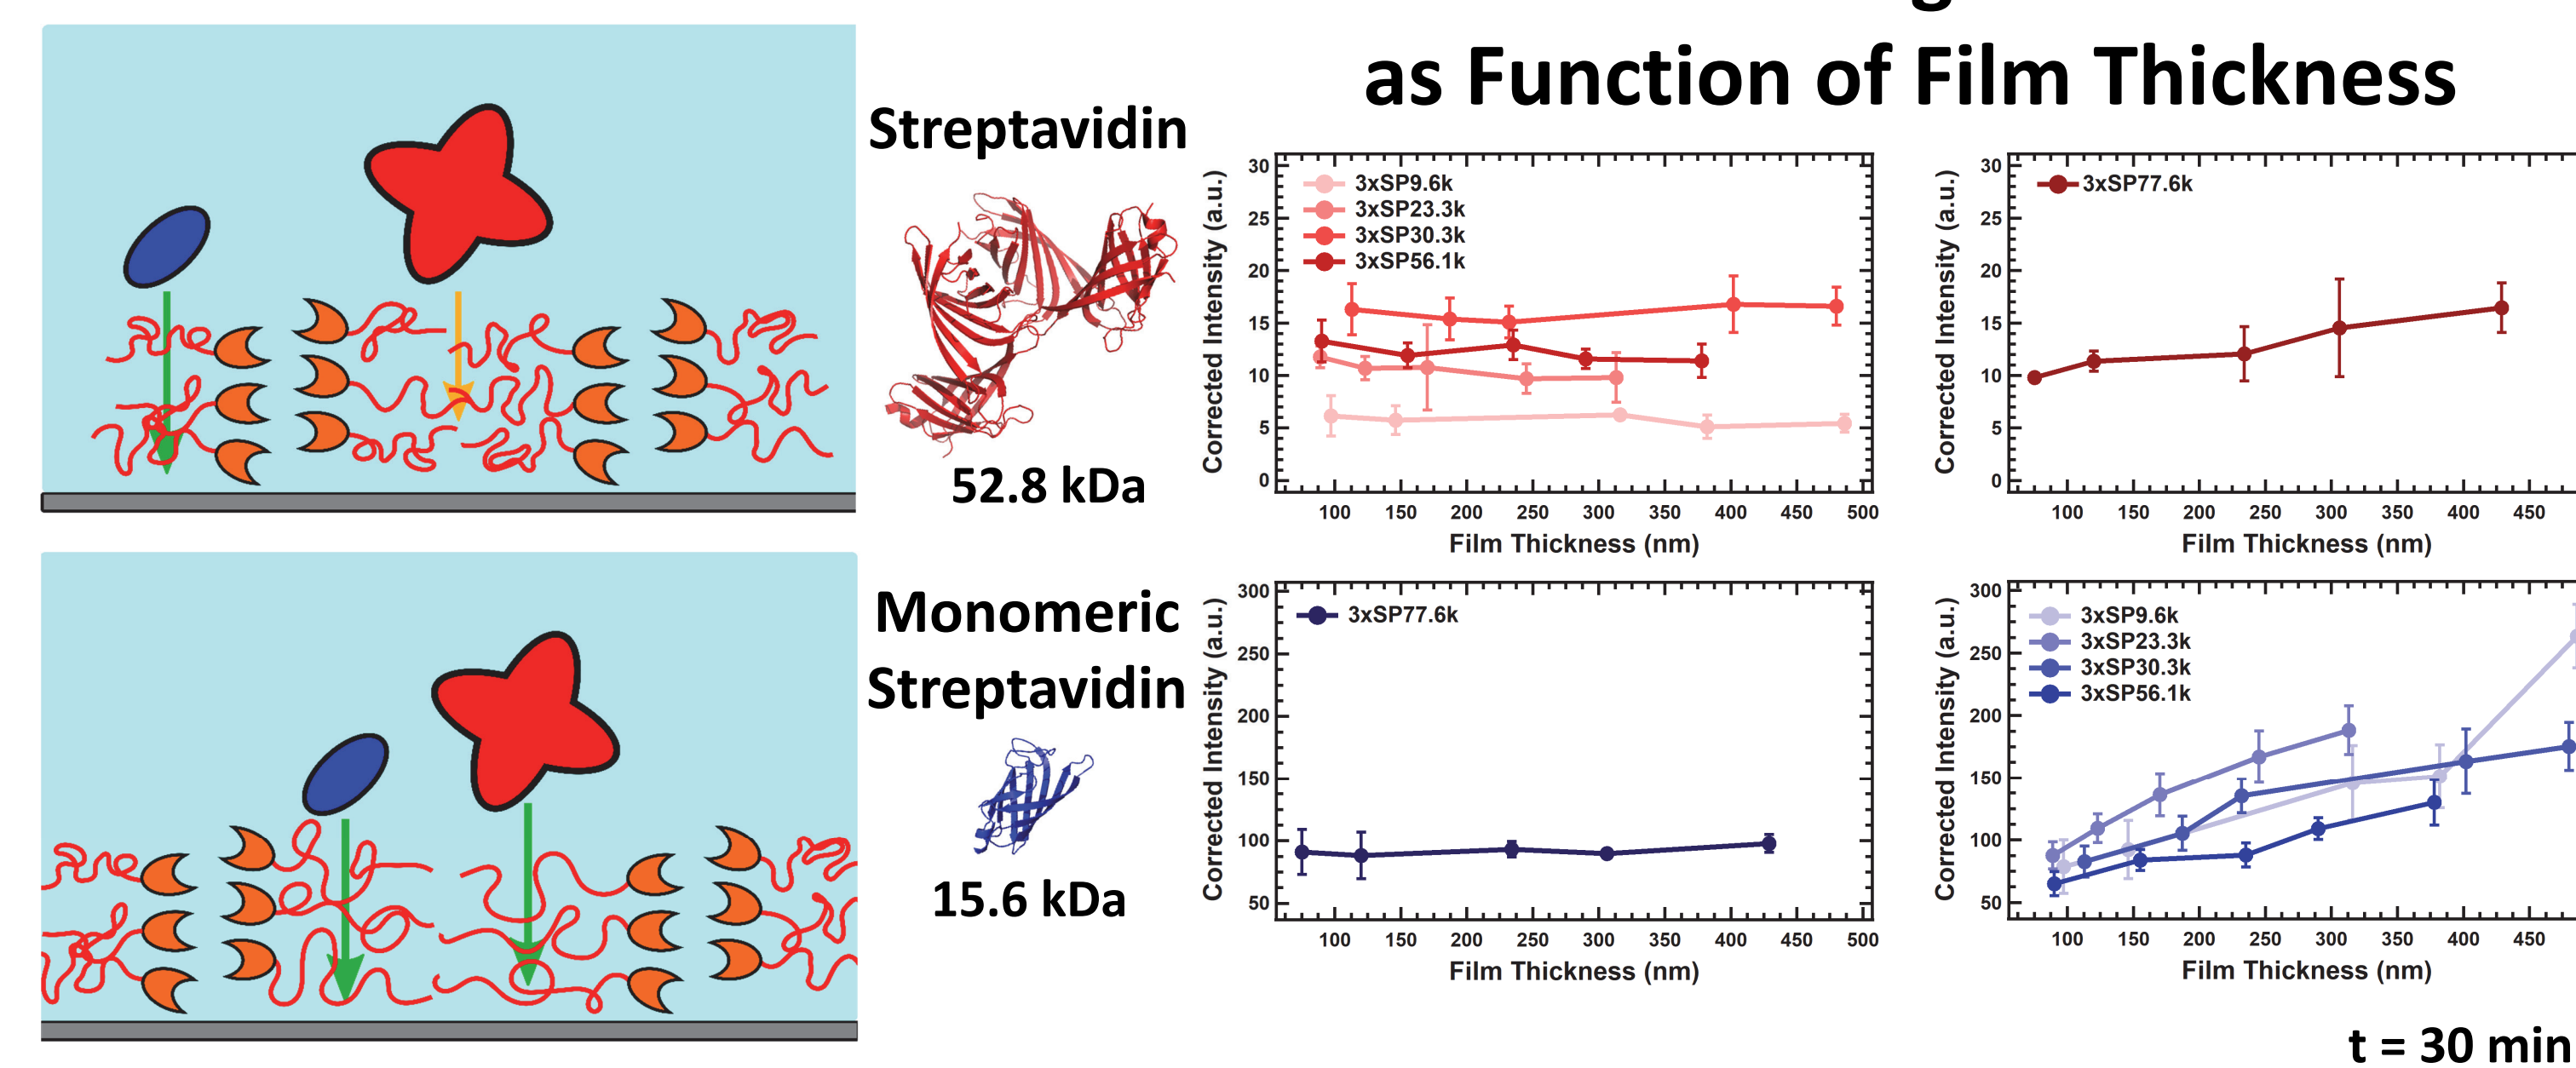 as Function of Film Thickness
Streptavidin
52.8 kDa
Corrected Intensity (a.u.)
30
25
20
15
10
5
0
3xSP9.6k
3xSP23.3k
3xSP30.3k
3xSP56.1k
100 150 200 250 300 350 400 450 500
Film Thickness (nm)
Corrected Intensity (a.u.)
30
25
20
15
10
5
0
3xSP77.6k
100 150 200 250 300 350 400 450
Film Thickness (nm)
Monomeric
Streptavidin
15.6 kDa
Corrected Intensity (a.u.)
300
250
200
150
100
50
3xSP77.6k
100 150 200 250 300 350 400 450 500
Film Thickness (nm)
Corrected Intensity (a.u.)
300
250
200
150
100
50
3xSP9.6k
3xSP23.3k
3xSP30.3k
3xSP56.1k
100 150 200 250 300 350 400 450
Film Thickness (nm)
t = 30 min